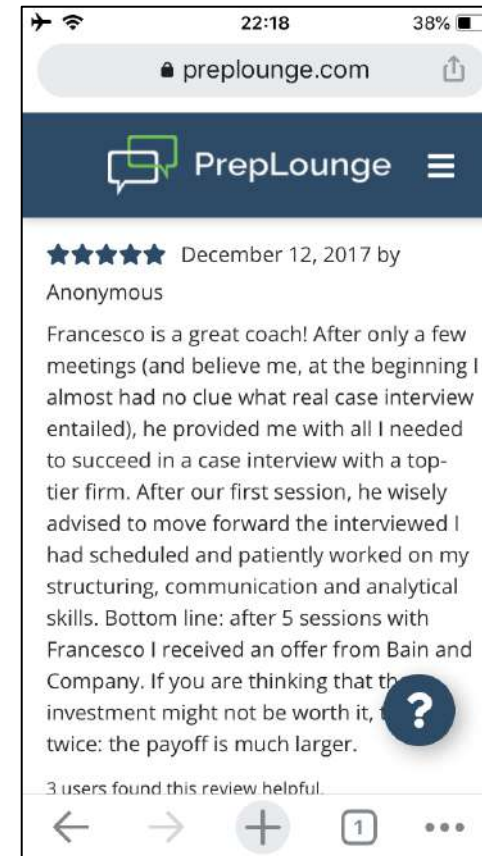 22:18
38%
preplounge.com
PrepLounge
December 12, 2017 by
Anonymous
Francesco is a great coach! After only a few
meetings (and believe me, at the beginning I
almost had no clue what real case interview
entailed), he provided me with all I needed
to succeed in a case interview with a top-
tier firm. After our first session, he wisely
advised to move forward the interviewed I
had scheduled and patiently worked on my
structuring, communication and analytical
skills. Bottom line: after 5 sessions with
Francesco I received an offer from Bain and
Company. If you are thinking that
investment might not be worth it,
twice: the payoff is much larger.
?
3 users found this review helpful.
1